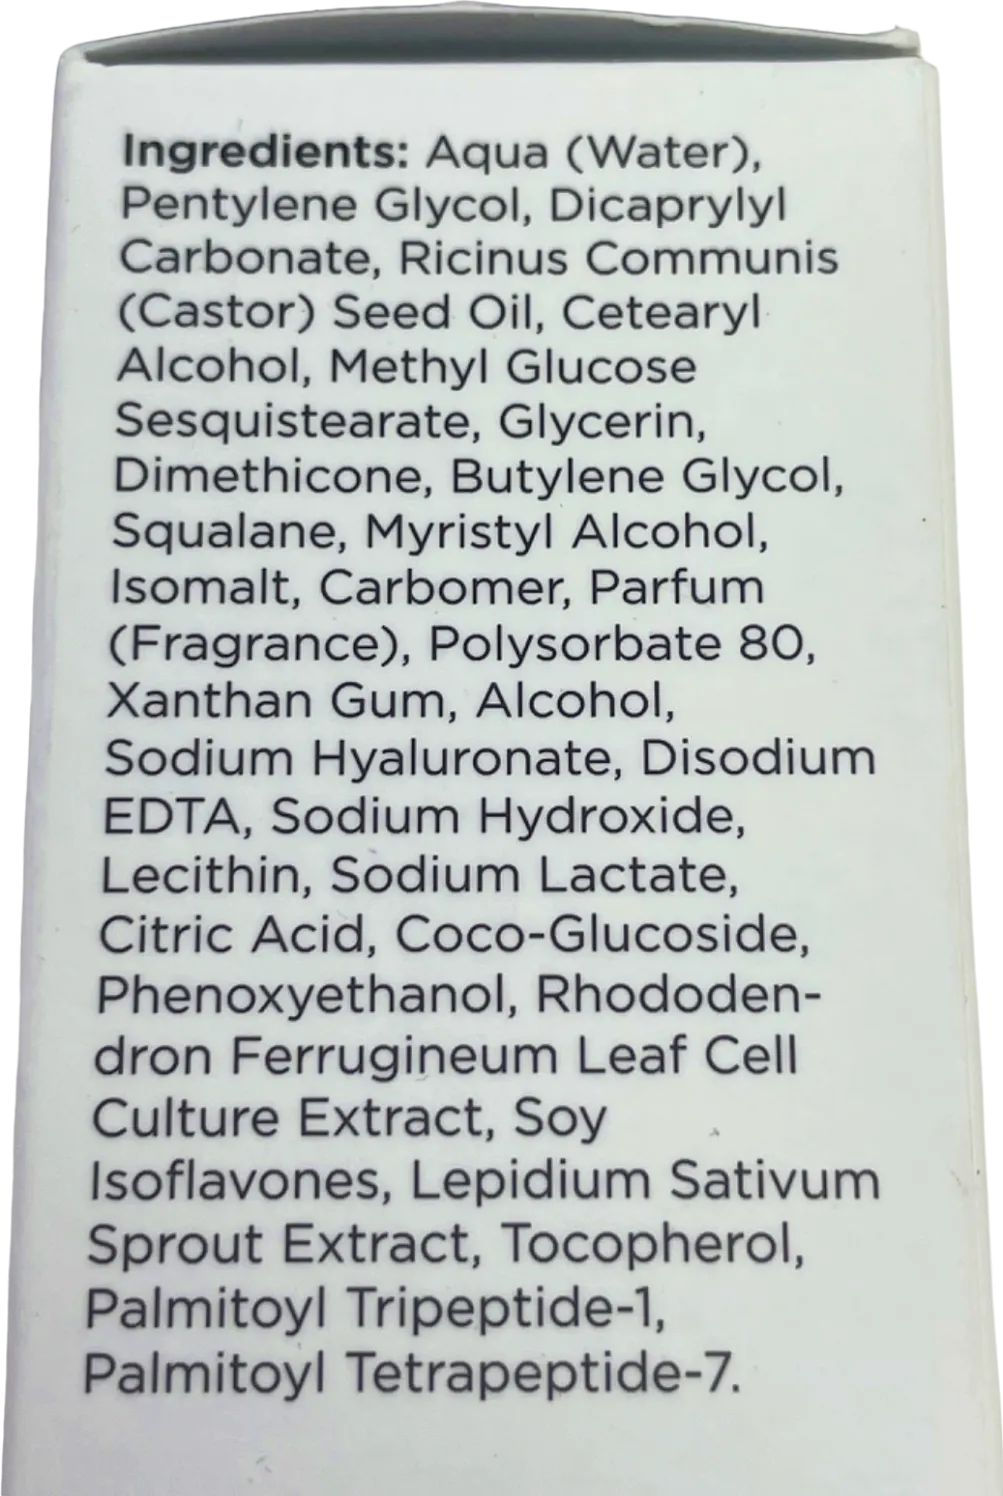 Ingredients: Aqua (Water),
Pentylene Glycol, Dicaprylyl
Carbonate, Ricinus Communis
(Castor) Seed Oil, Cetearyl
Alcohol, Methyl Glucose
Sesquistearate, Glycerin,
Dimethicone, Butylene Glycol,
Squalane, Myristyl Alcohol,
Isomalt, Carbomer, Parfum
(Fragrance), Polysorbate 80,
Xanthan Gum, Alcohol,
Sodium Hyaluronate, Disodium
EDTA, Sodium Hydroxide,
Lecithin, Sodium Lactate,
Citric Acid, Coco-Glucoside,
Phenoxyethanol, Rhododen-
dron Ferrugineum Leaf Cell
Culture Extract, Soy
Isoflavones, Lepidium Sativum
Sprout Extract, Tocopherol,
Palmitoyl Tripeptide-1,
Palmitoyl Tetrapeptide-7.